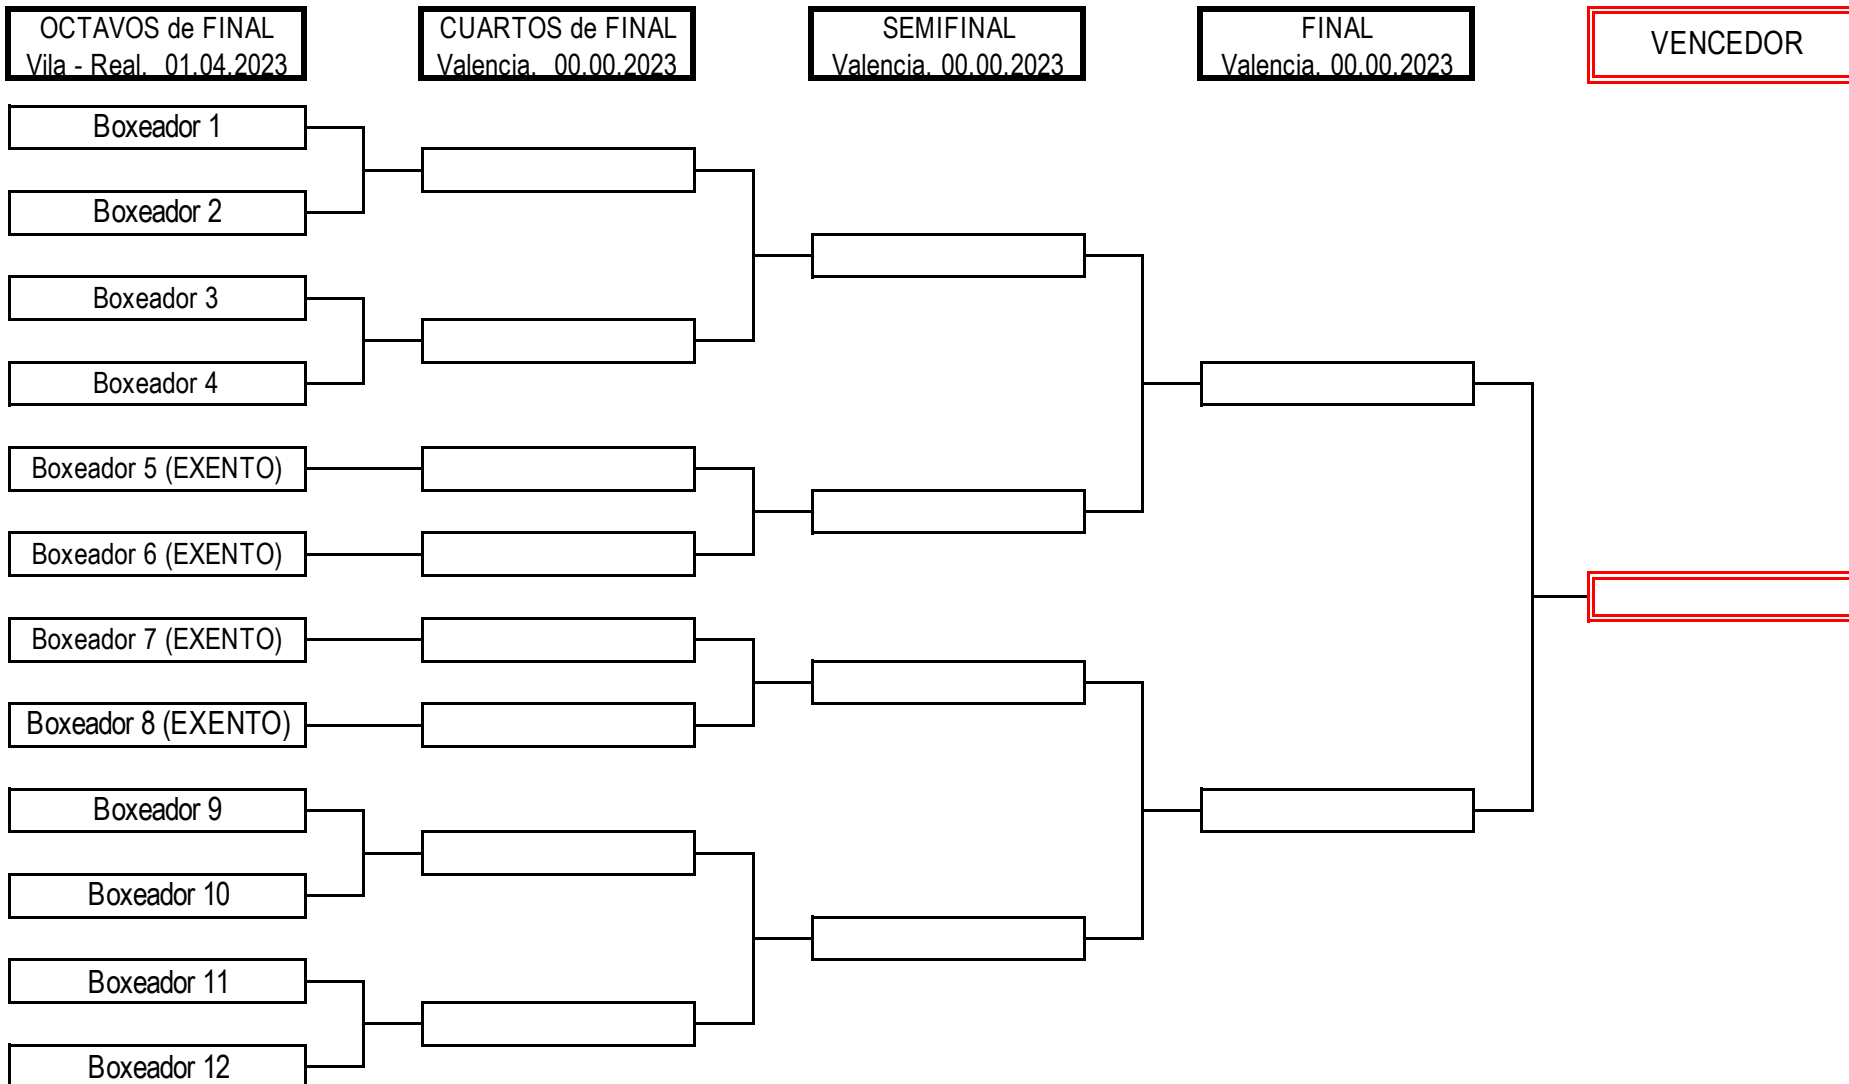 OCTAVOS de FINAL
Vila - Real. 01.04.2023
CUARTOS de FINAL
Valencia. 00.00.2023
SEMIFINAL
Valencia. 00.00.2023
FINAL
Valencia. 00.00.2023
VENCEDOR
Boxeador 1
Boxeador 2
Boxeador 3
Boxeador 4
Boxeador 5 (EXENTO)
Boxeador 6 (EXENTO)
Boxeador 7 (EXENTO)
Boxeador 8 (EXENTO)
Boxeador 9
Boxeador 10
Boxeador 11
Boxeador 12